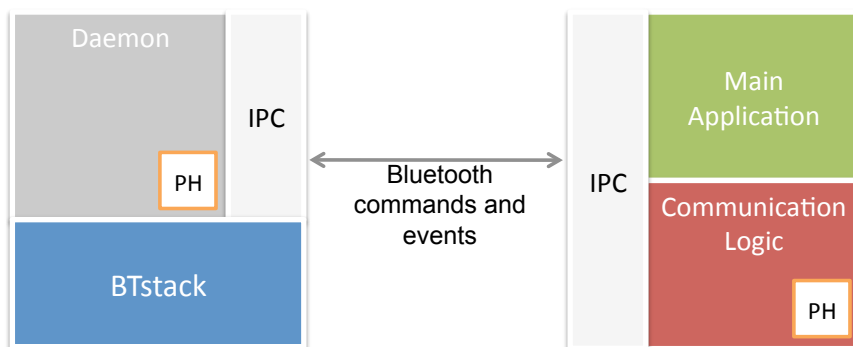 Daemon
IPC
PH
BTstack
Bluetooth
commands and
events
IPC
Main
Application
Communication
Logic
PH